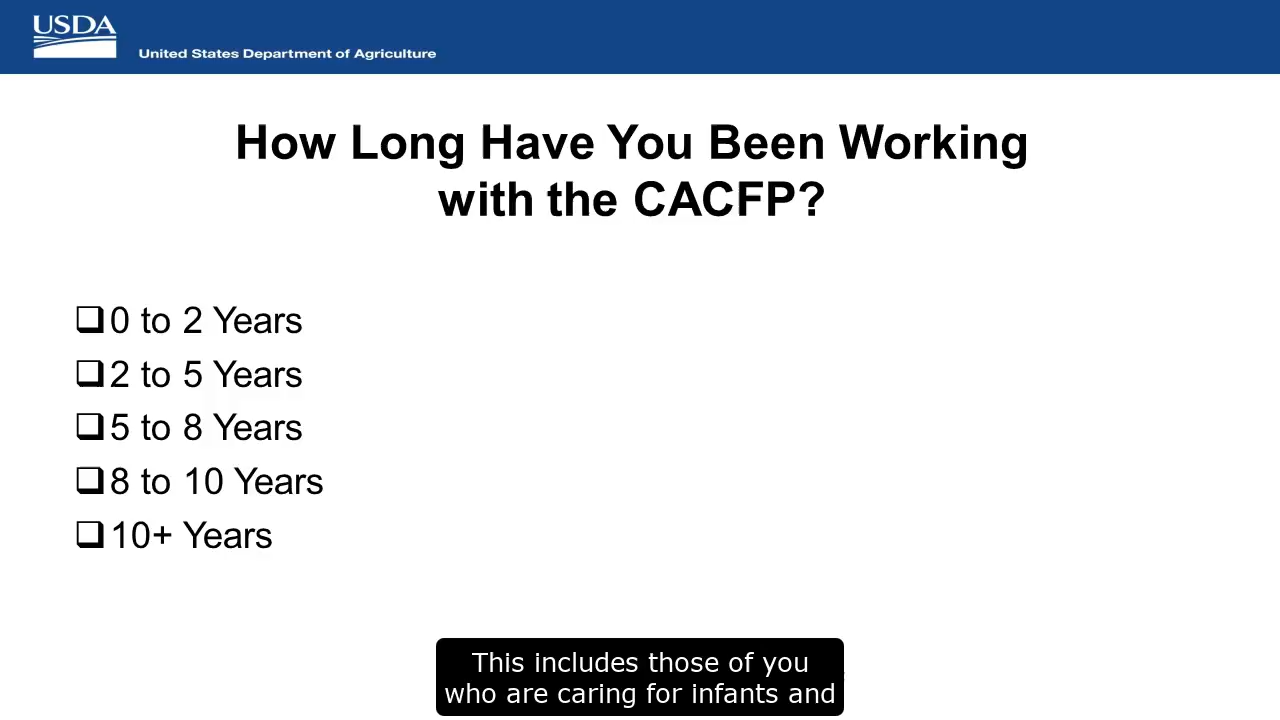 USDA
United States Department of Agriculture
How Long Have You Been Working
with the CACFP?
0 to 2 Years
2 to 5 Years
5 to 8 Years
8 to 10 Years
10+ Years
This includes those of you
who are caring for infants and